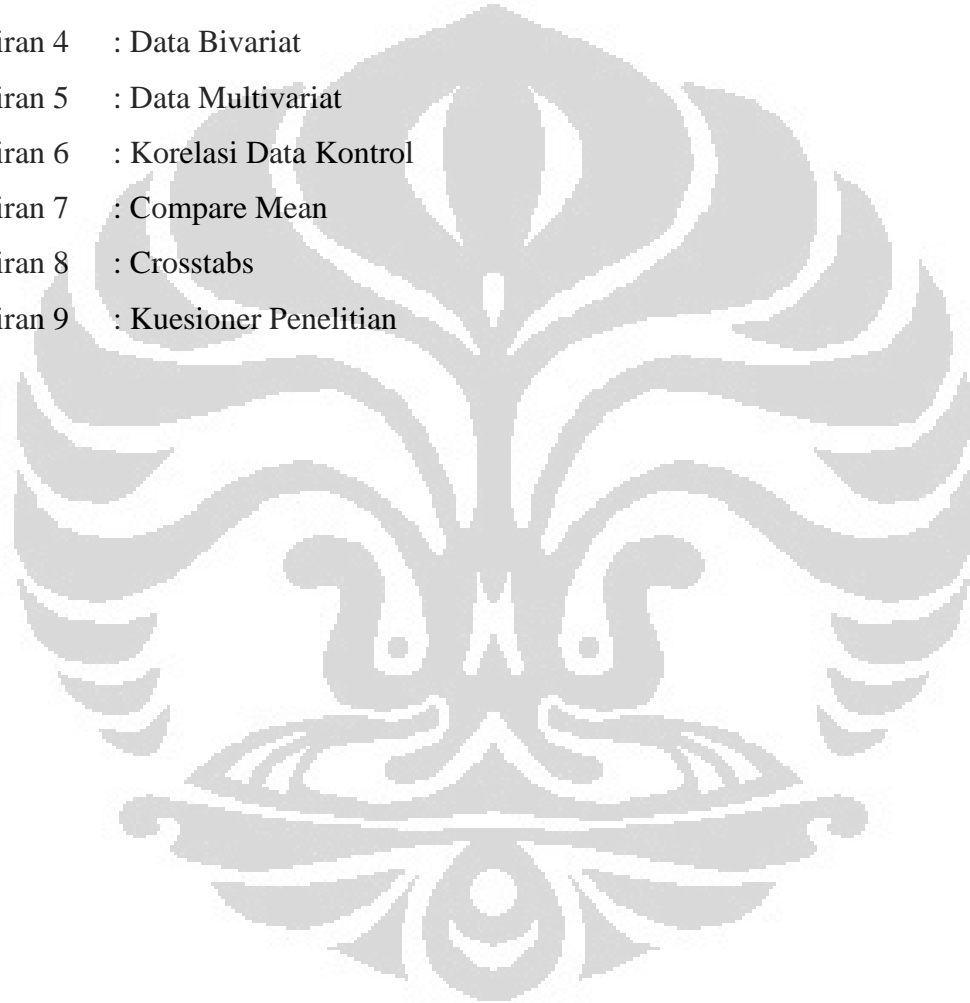 iran 4 : Data Bivariat
iran 5 : Data Multivariat
iran 6 : Korelasi Data Kontrol
iran 7 : Compare Mean
iran 8 : Crosstabs
iran 9 : Kuesioner Penelitian